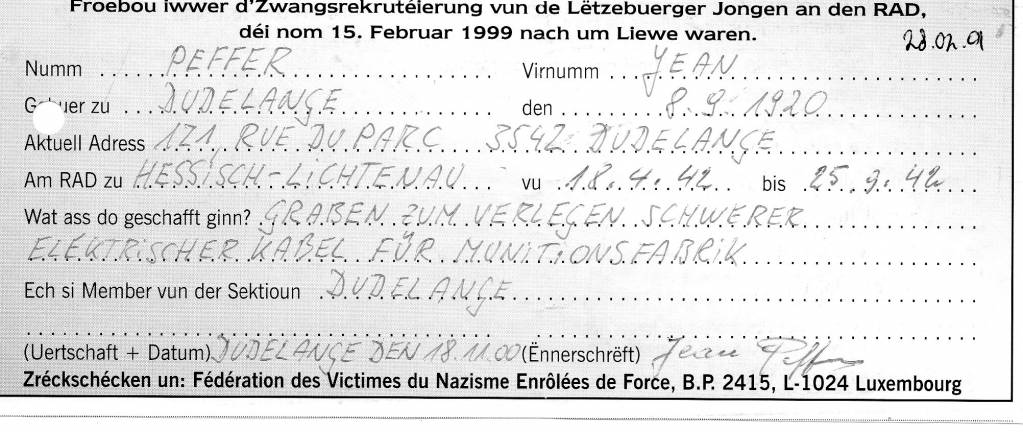 Froebou iwwer d'Zwangsrekrutéierung vun de Lëtzebuerger Jongen an den RAD,
déi nom 15. Februar 1999 nach um Liewe waren.
28.02.01
Numm PEFFER Virnumm JEAN
Gebuer zu DUDELANGE den 8.9.1920
Aktuell Adress 121, RUE DU PARC 3542 DUDELANGE
Am RAD zu HESSISCH-LICHTENAU vu 18.4.42 bis 25.9.42
Wat ass do geschafft ginn? GRABEN ZUM VERLEGEN SCHWERER
ELEKTRISCHER KABEL FÜR MUNITIONSFABRIK
Ech si Member vun der Sektioun DUDELANGE
(Uertschaft + Datum) DUDELANGE DEN 18.11.00 (Ënnerschrëft) Jean Peffer
Zréckschécken un: Fédération des Victimes du Nazisme Enrôlées de Force, B.P. 2415, L-1024 Luxembourg